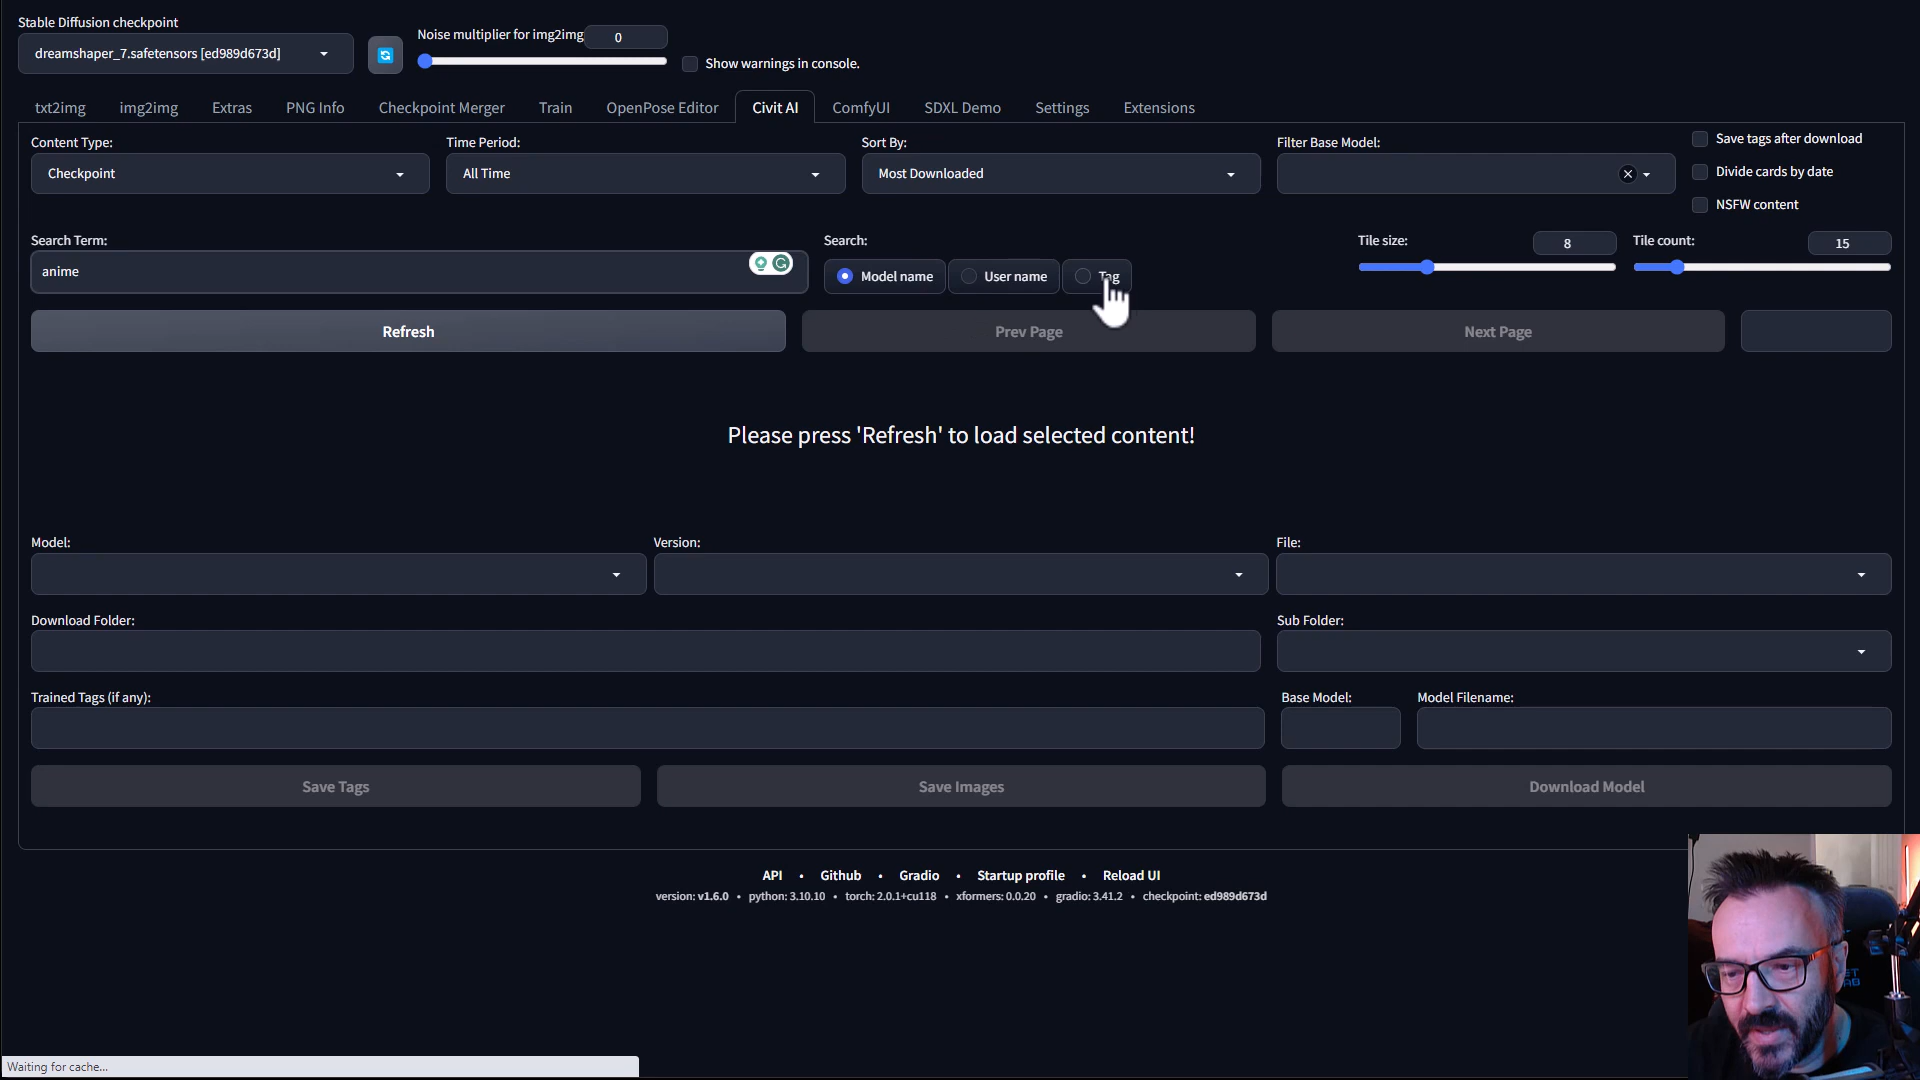 Stable Diffusion checkpoint
dreamshaper_7.safetensors [ed989d673d]
Noise multiplier for img2img
0
Show warnings in console.
txt2img img2img Extras PNG Info Checkpoint Merger Train OpenPose Editor Civit AI ComfyUI SDXL Demo Settings Extensions
Content Type: Time Period: Sort By: Filter Base Model:
Checkpoint All Time Most Downloaded
Save tags after download
Divide cards by date
NSFW content
Search Term: Search: Tile size: 8 Tile count: 15
anime
Model name User name Tag
Refresh Prev Page Next Page
Please press 'Refresh' to load selected content!
Model: Version: File:
Download Folder: Sub Folder:
Trained Tags (if any): Base Model: Model Filename:
Save Tags Save Images Download Model
API • Github • Gradio • Startup profile • Reload UI
version: v1.6.0 • python: 3.10.10 • torch: 2.0.1+cu118 • xformers: 0.0.20 • gradio: 3.41.2 • checkpoint: ed989d673d
Waiting for cache...